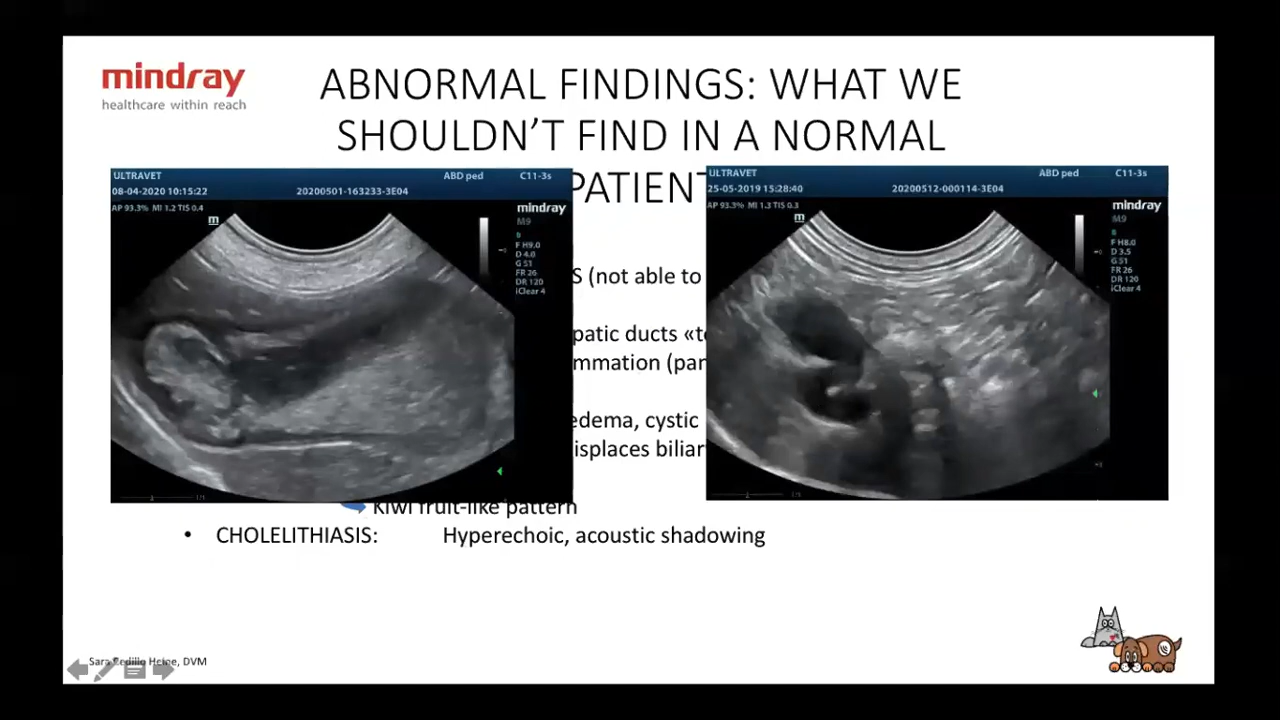 mindray
healthcare within reach
ABNORMAL FINDINGS: WHAT WE
SHOULDN'T FIND IN A NORMAL
PATIENT
ULTRAVET
ABD ped
C11-3s
08-04-2020 10:15:22
20200501-163233-3E04
AP 93.3% MI 1.2 TIS 0.4
m
mindray
M9
B
F H9.0
D 4.0
G 51
FR 26
DR 120
iClear 4
ULTRAVET
ABD ped
C11-3s
25-05-2019 15:28:40
20200512-000114-3E04
AP 93.3% MI 1.3 TIS 0.3
m
mindray
M9
B
F H8.0
D 3.5
G 51
FR 26
DR 120
iClear 4
S (not able to
patic ducts «t
mmation (par
edema, cystic
isplaces biliar
Kiwi fruit-like pattern
• CHOLELITHIASIS: Hyperechoic, acoustic shadowing
Sara Cedillo Heine, DVM